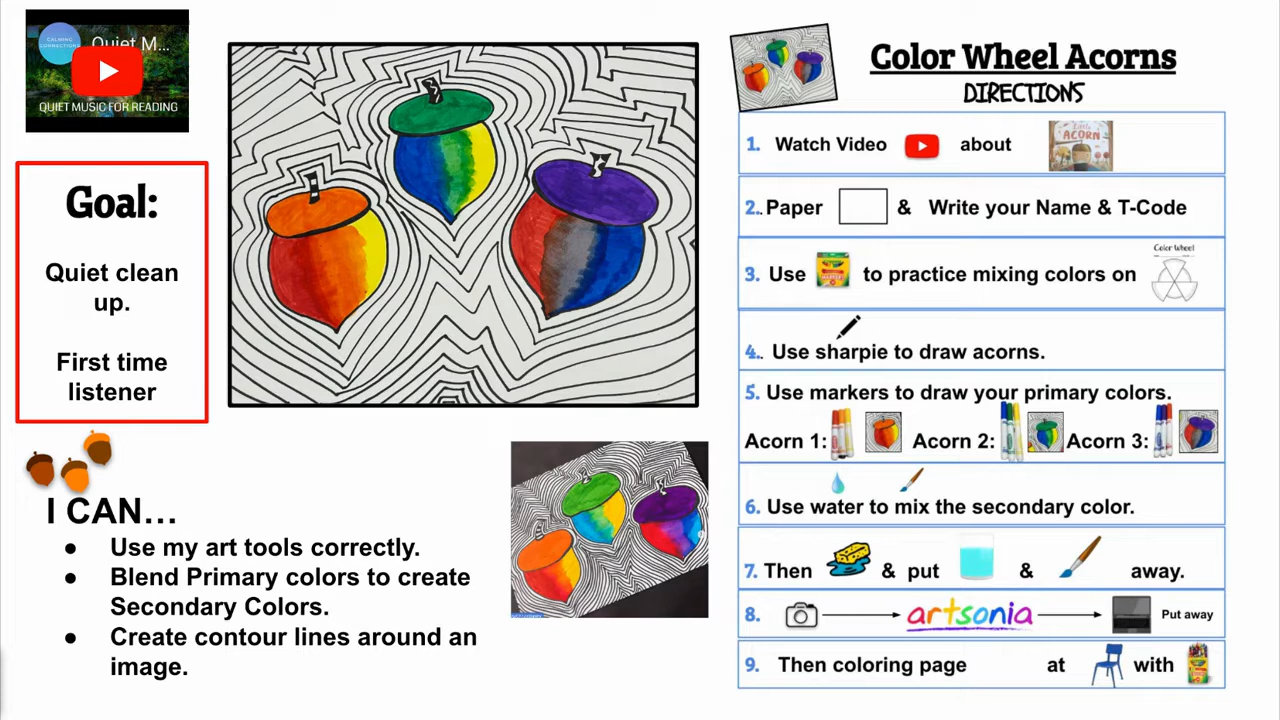 CALMING CONNECTIONS
Quiet M...
QUIET MUSIC FOR READING
Goal:
Quiet clean
up.
First time
listener
I CAN…
● Use my art tools correctly.
● Blend Primary colors to create
Secondary Colors.
● Create contour lines around an
image.
Color Wheel Acorns
DIRECTIONS
1. Watch Video about
Little
ACORN
2. Paper & Write your Name & T-Code
3. Use to practice mixing colors on
Color Wheel
4. Use sharpie to draw acorns.
5. Use markers to draw your primary colors.
Acorn 1: Acorn 2: Acorn 3:
6. Use water to mix the secondary color.
7. Then & put & away.
8. artsonia Put away
9. Then coloring page at with